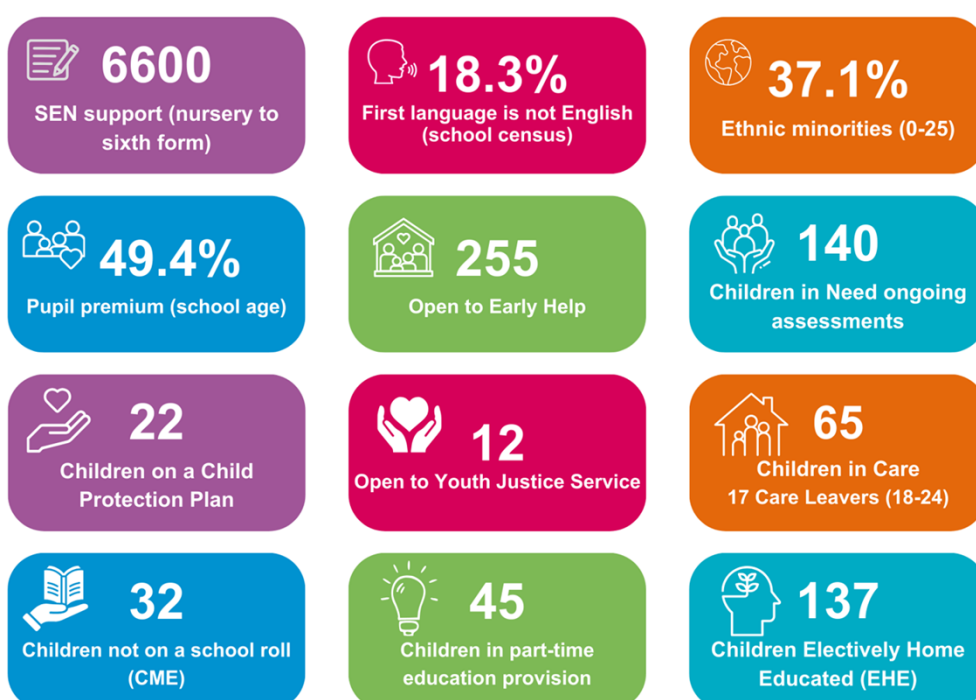 6600
SEN support (nursery to
sixth form)
18.3%
First language is not English
(school census)
37.1%
Ethnic minorities (0-25)
49.4%
Pupil premium (school age)
255
Open to Early Help
140
Children in Need ongoing
assessments
22
Children on a Child
Protection Plan
12
Open to Youth Justice Service
65
Children in Care
17 Care Leavers (18-24)
32
Children not on a school roll
(CME)
45
Children in part-time
education provision
137
Children Electively Home
Educated (EHE)